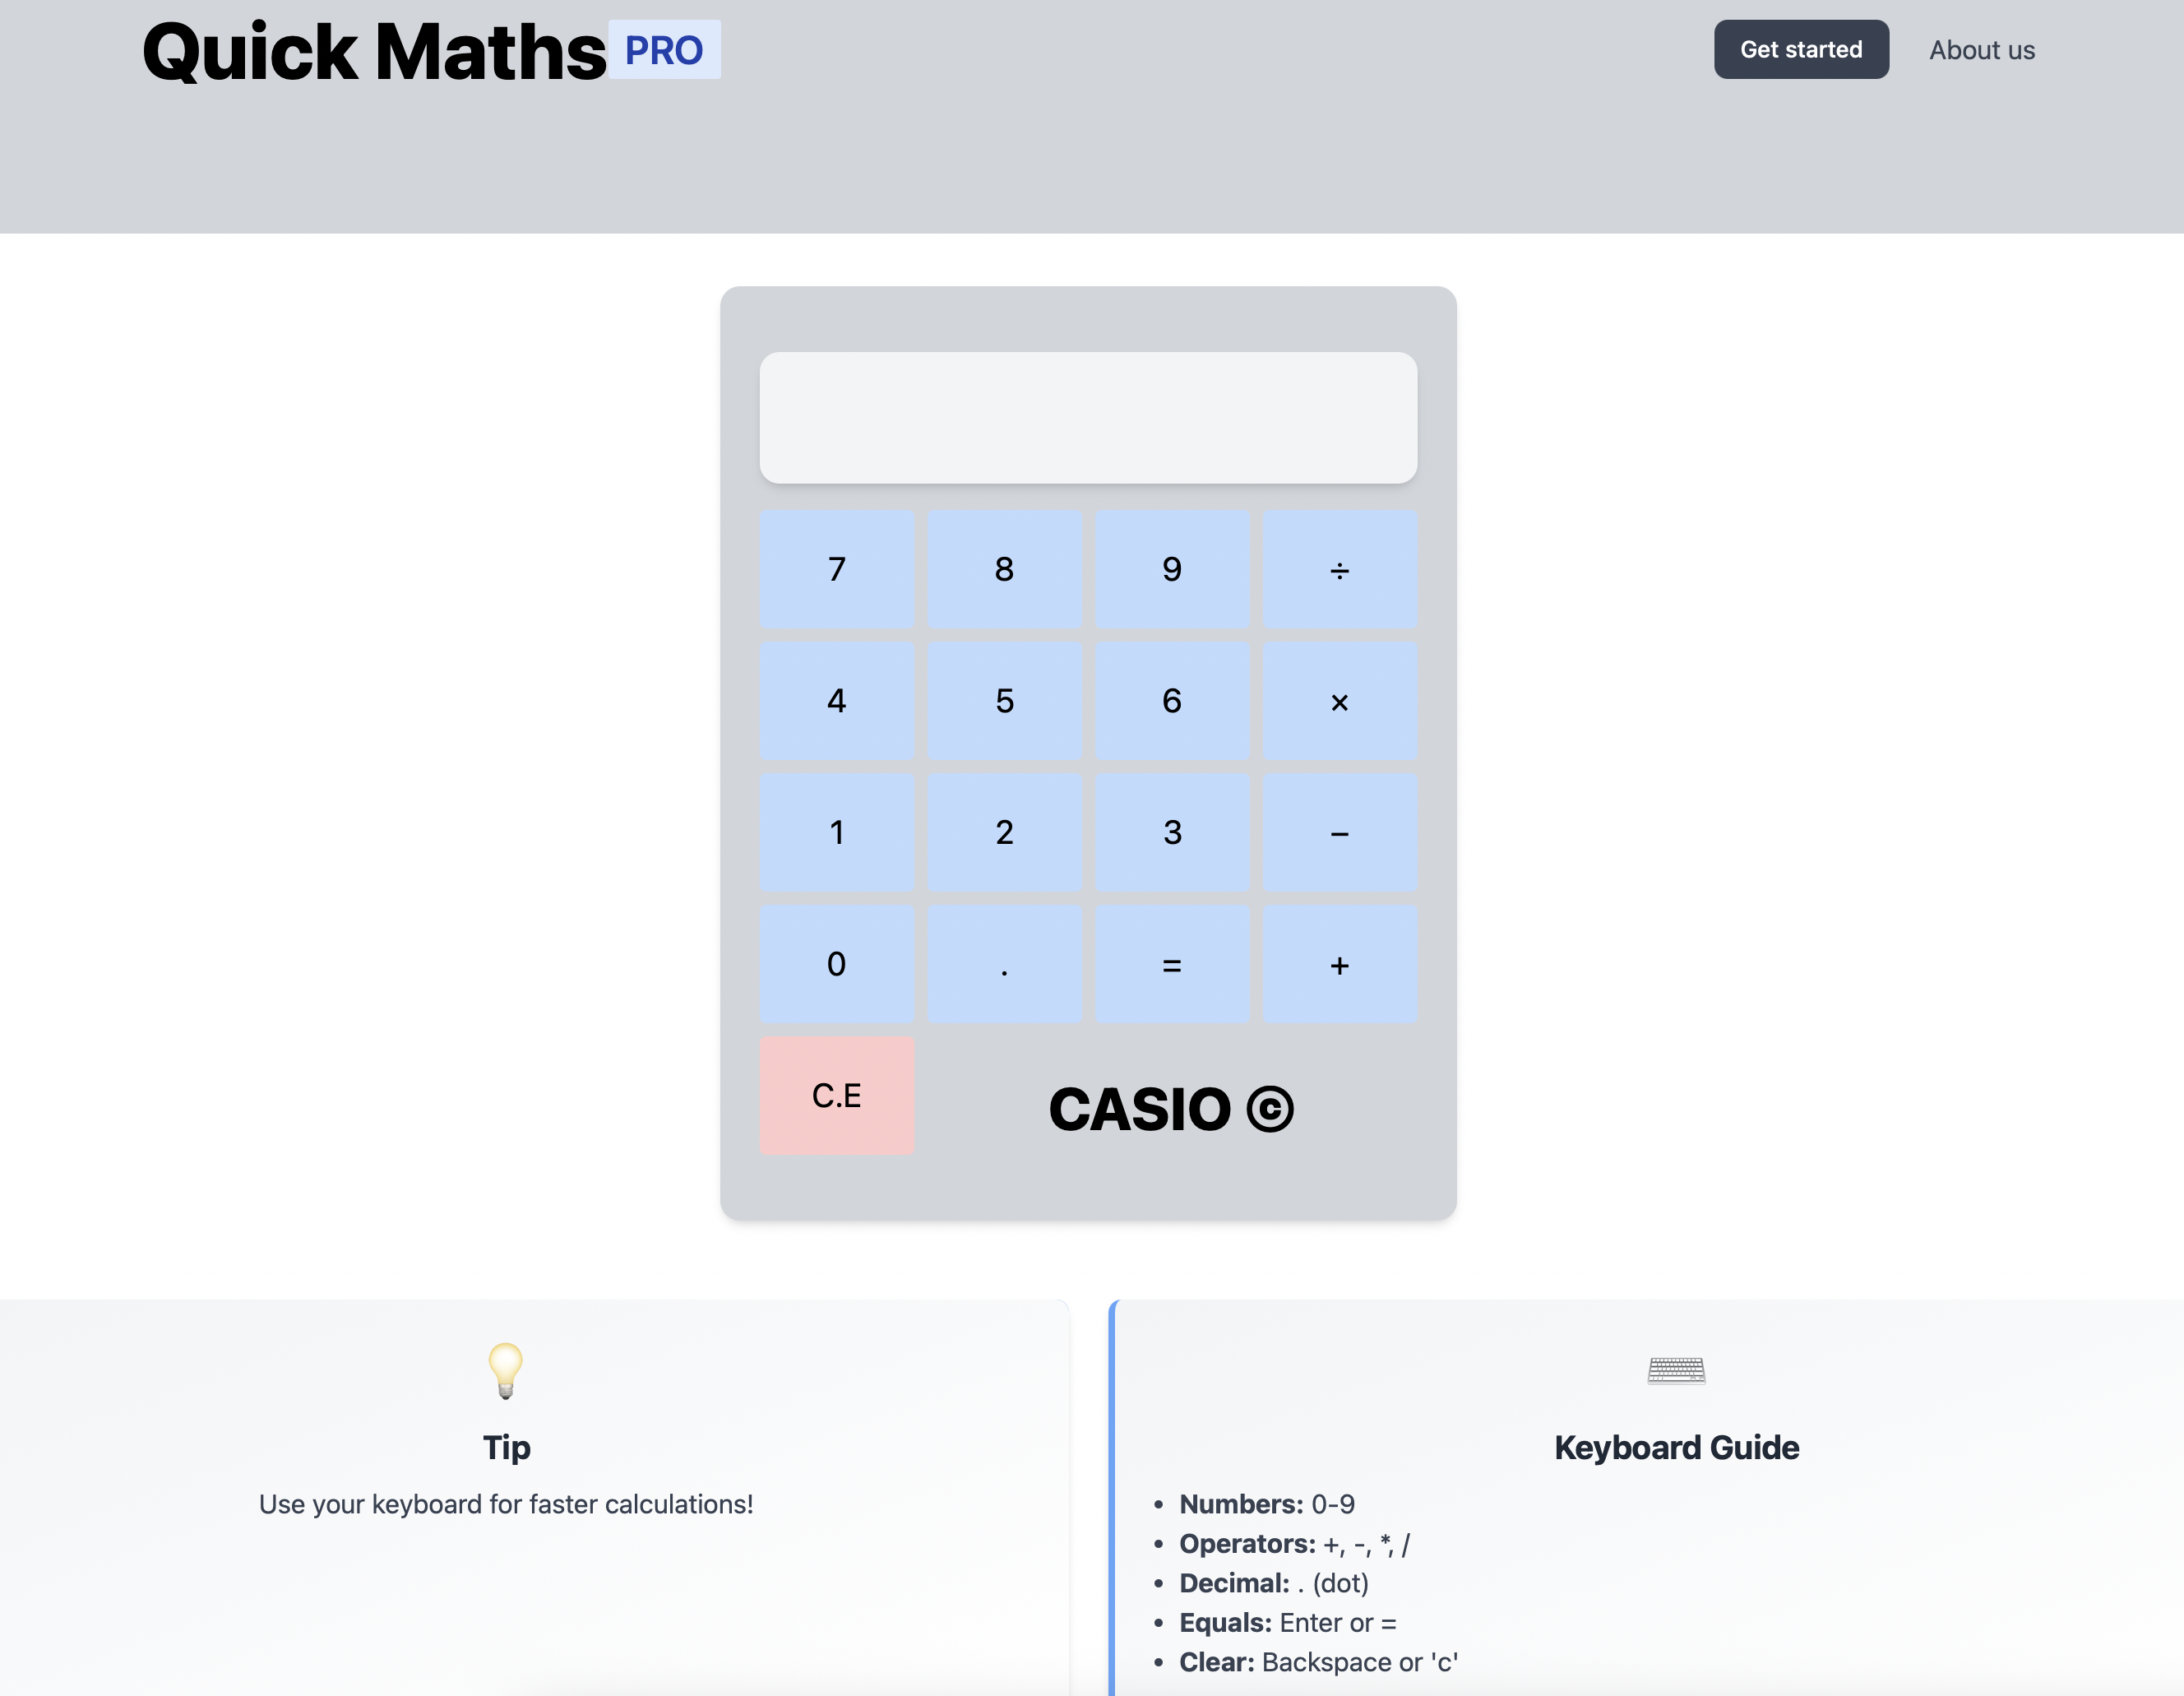 Quick Maths PRO
Get started About us
7 8 9 ÷
4 5 6 ×
1 2 3 −
0 . = +
C.E CASIO ©
Tip
Use your keyboard for faster calculations!
Keyboard Guide
• Numbers: 0-9
• Operators: +, -, *, /
• Decimal: . (dot)
• Equals: Enter or =
• Clear: Backspace or 'c'